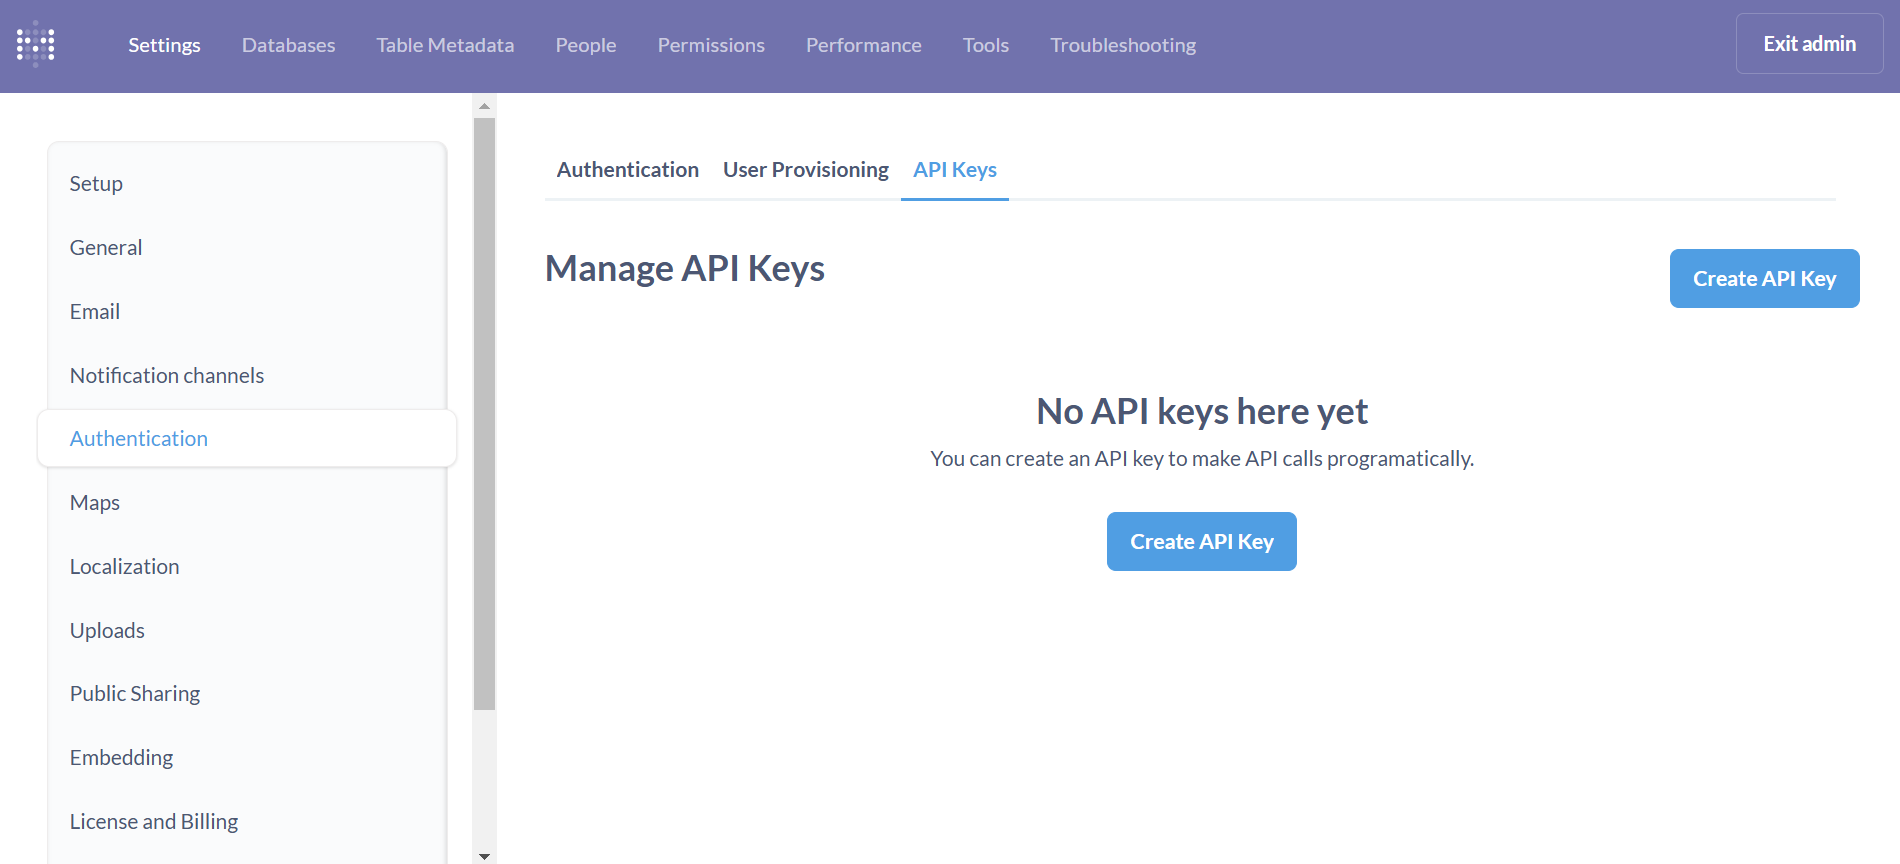 Settings Databases Table Metadata People Permissions Performance Tools Troubleshooting Exit admin
Setup
General
Email
Notification channels
Authentication
Maps
Localization
Uploads
Public Sharing
Embedding
License and Billing
Authentication User Provisioning API Keys
Manage API Keys
Create API Key
No API keys here yet
You can create an API key to make API calls programatically.
Create API Key